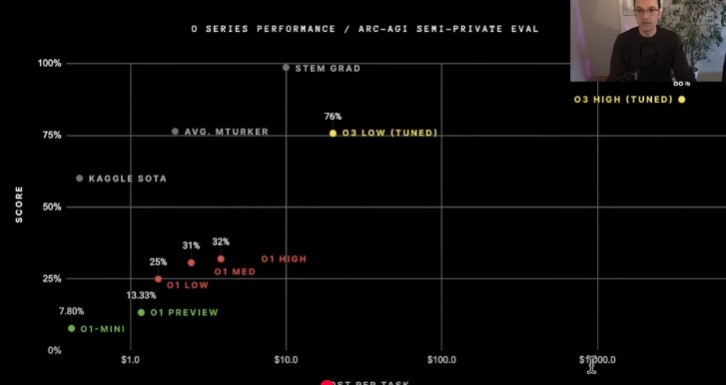 O SERIES PERFORMANCE / ARC-AGI SEMI-PRIVATE EVAL
100%
STEM GRAD
O3 HIGH (TUNED)
76%
75%
AVG. MTURKER
O3 LOW (TUNED)
KAGGLE SOTA
SCORE
50%
31%
32%
25%
O1 HIGH
O1 MED
25%
O1 LOW
13.33%
7.80%
O1 PREVIEW
O1-MINI
0%
$1.0
$10.0
$100.0
PER TASK